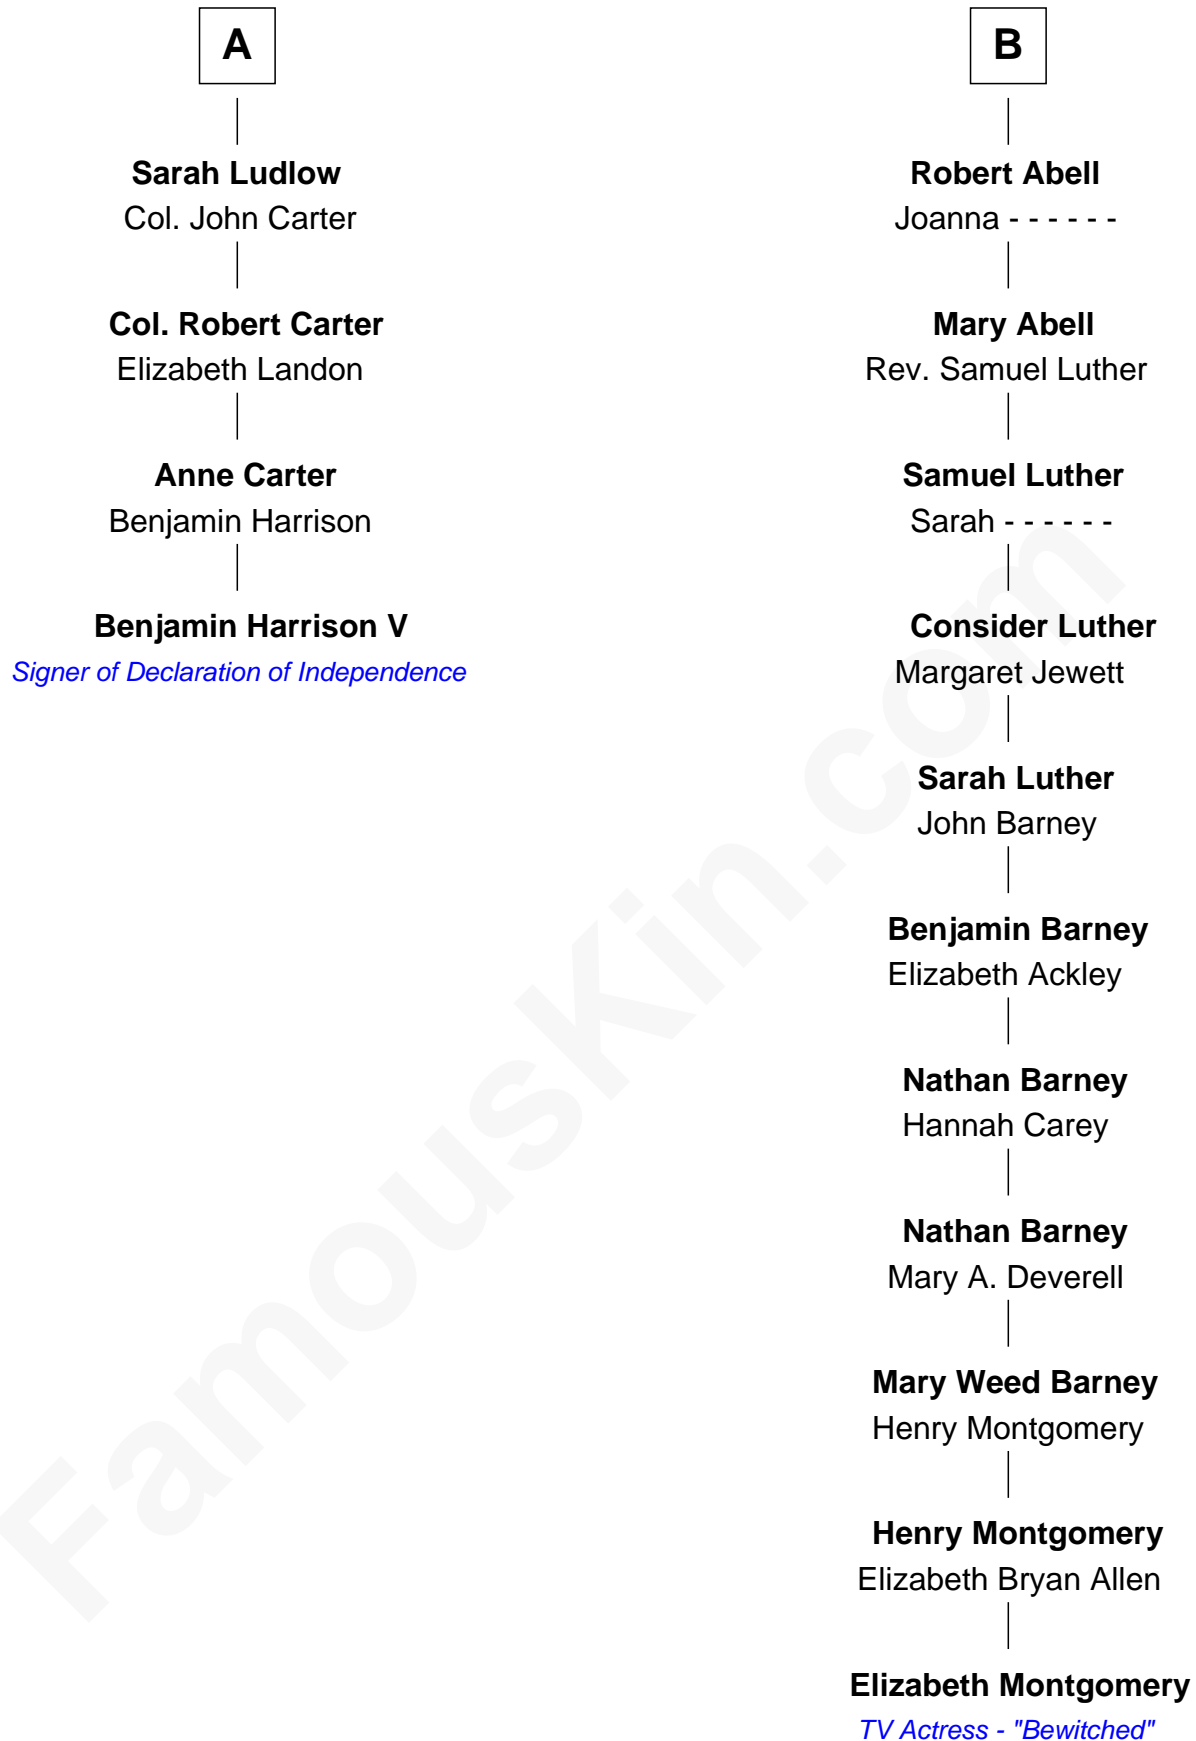 A
Sarah Ludlow
Col. John Carter
Col. Robert Carter
Elizabeth Landon
Anne Carter
Benjamin Harrison
Benjamin Harrison V
Signer of Declaration of Independence
B
Robert Abell
Joanna - - - - - -
Mary Abell
Rev. Samuel Luther
Samuel Luther
Sarah - - - - - -
Consider Luther
Margaret Jewett
Sarah Luther
John Barney
Benjamin Barney
Elizabeth Ackley
Nathan Barney
Hannah Carey
Nathan Barney
Mary A. Deverell
Mary Weed Barney
Henry Montgomery
Henry Montgomery
Elizabeth Bryan Allen
Elizabeth Montgomery
TV Actress - "Bewitched"
FamousKin.com